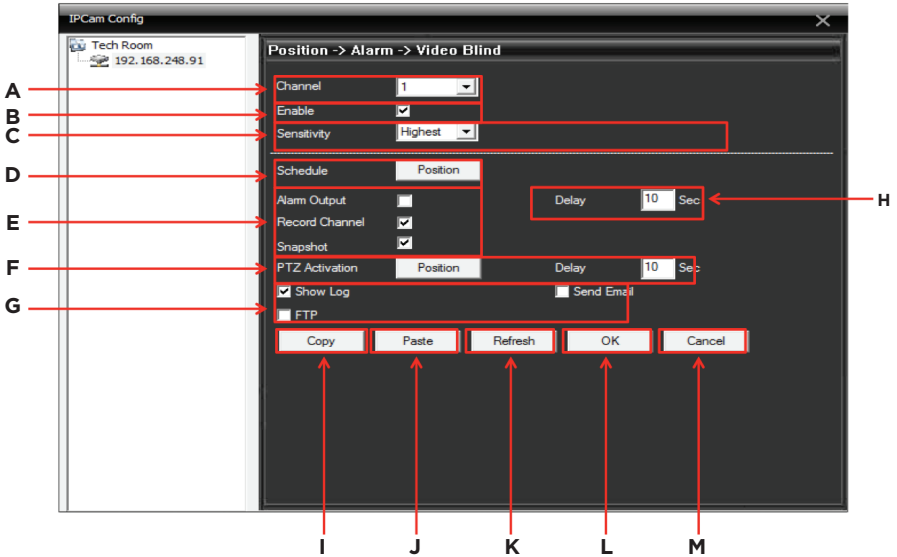 IPCam Config
Tech Room
192.168.248.91
Position -> Alarm -> Video Blind
A
Channel 1
B
Enable
C
Sensitivity Highest
D
Schedule Position
E
Alarm Output
Delay 10 Sec
H
Record Channel
Snapshot
F
PTZ Activation Position Delay 10 Sec
G
Show Log Send Email
FTP
Copy Paste Refresh OK Cancel
I J K L M